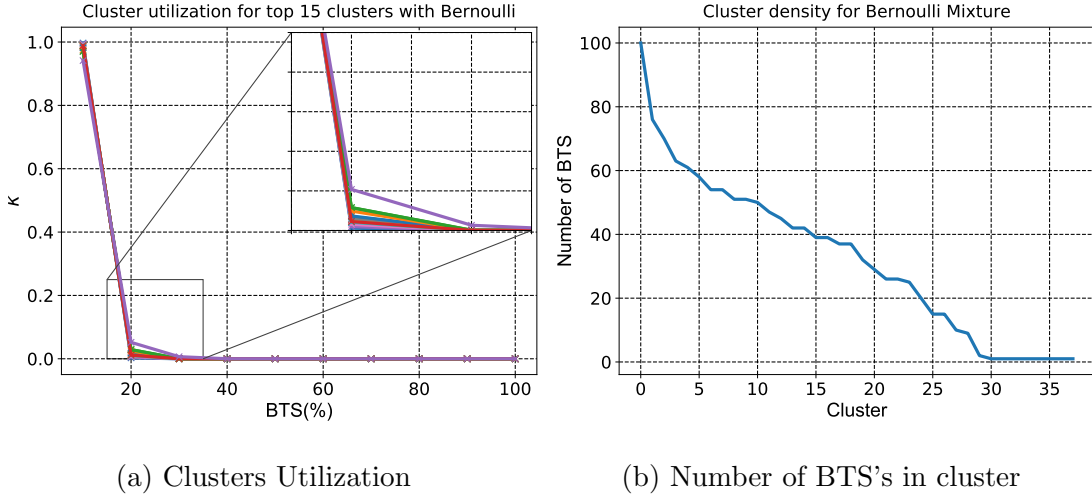 Cluster utilization for top 15 clusters with Bernoulli
1.0
0.8
0.6
0.4
0.2
0.0
κ
20 40 60 80 100
BTS(%)
(a) Clusters Utilization
Cluster density for Bernoulli Mixture
100
80
60
40
20
0
Number of BTS
0 5 10 15 20 25 30 35
Cluster
(b) Number of BTS's in cluster